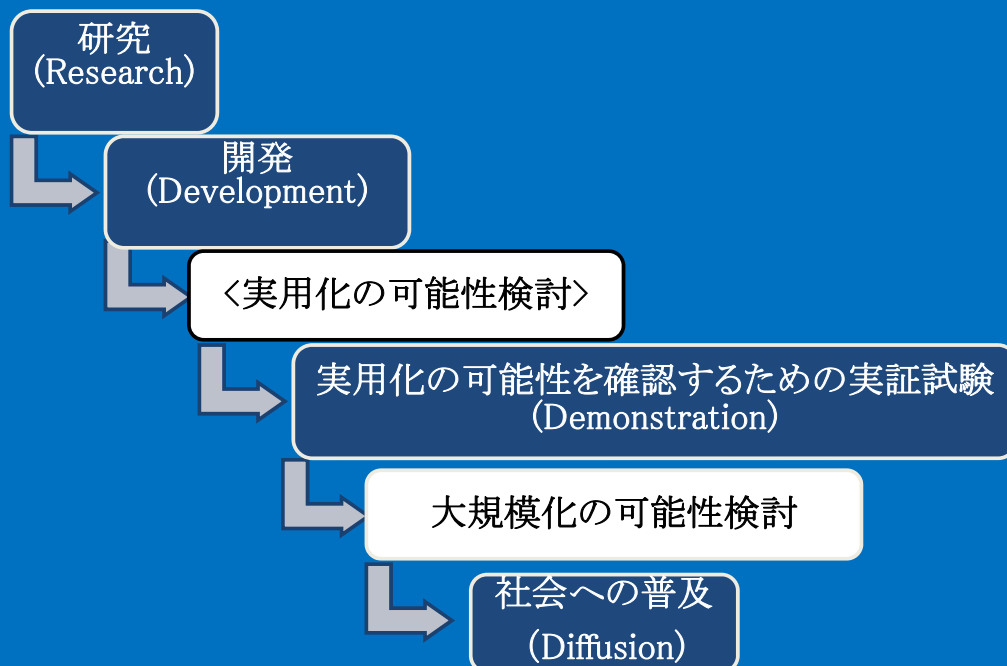 研究
(Research)
開発
(Development)
<実用化の可能性検討>
実用化の可能性を確認するための実証試験
(Demonstration)
大規模化の可能性検討
社会への普及
(Diffusion)